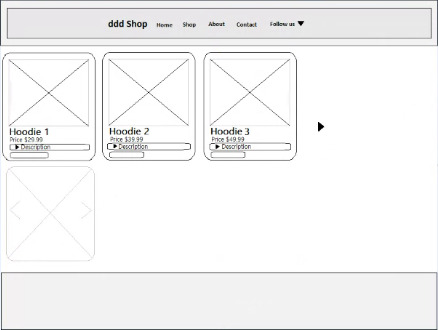 ddd Shop Home Shop About Contact Follow us
Hoodie 1
Price $29.99
Description
Hoodie 2
Price $39.99
Description
Hoodie 3
Price $49.99
Description